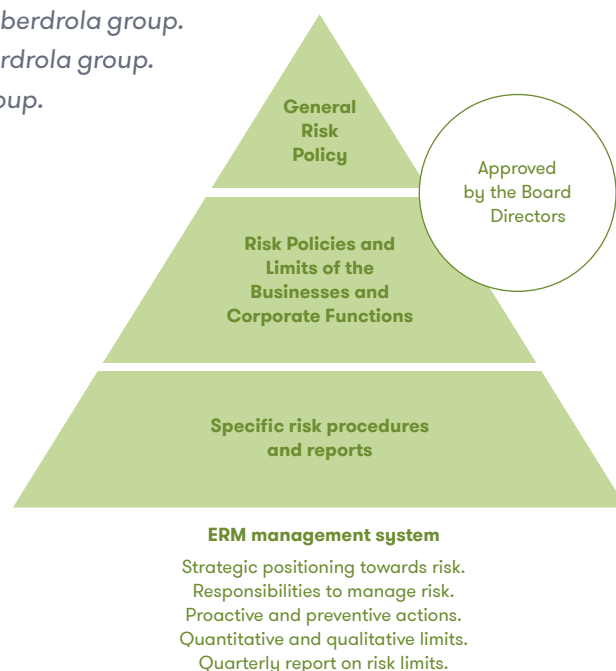 berdrola group.
rdrola group.
oup.
General
Risk
Policy
Approved
by the Board
Directors
Risk Policies and
Limits of the
Businesses and
Corporate Functions
Specific risk procedures
and reports
ERM management system
Strategic positioning towards risk.
Responsibilities to manage risk.
Proactive and preventive actions.
Quantitative and qualitative limits.
Quarterly report on risk limits.